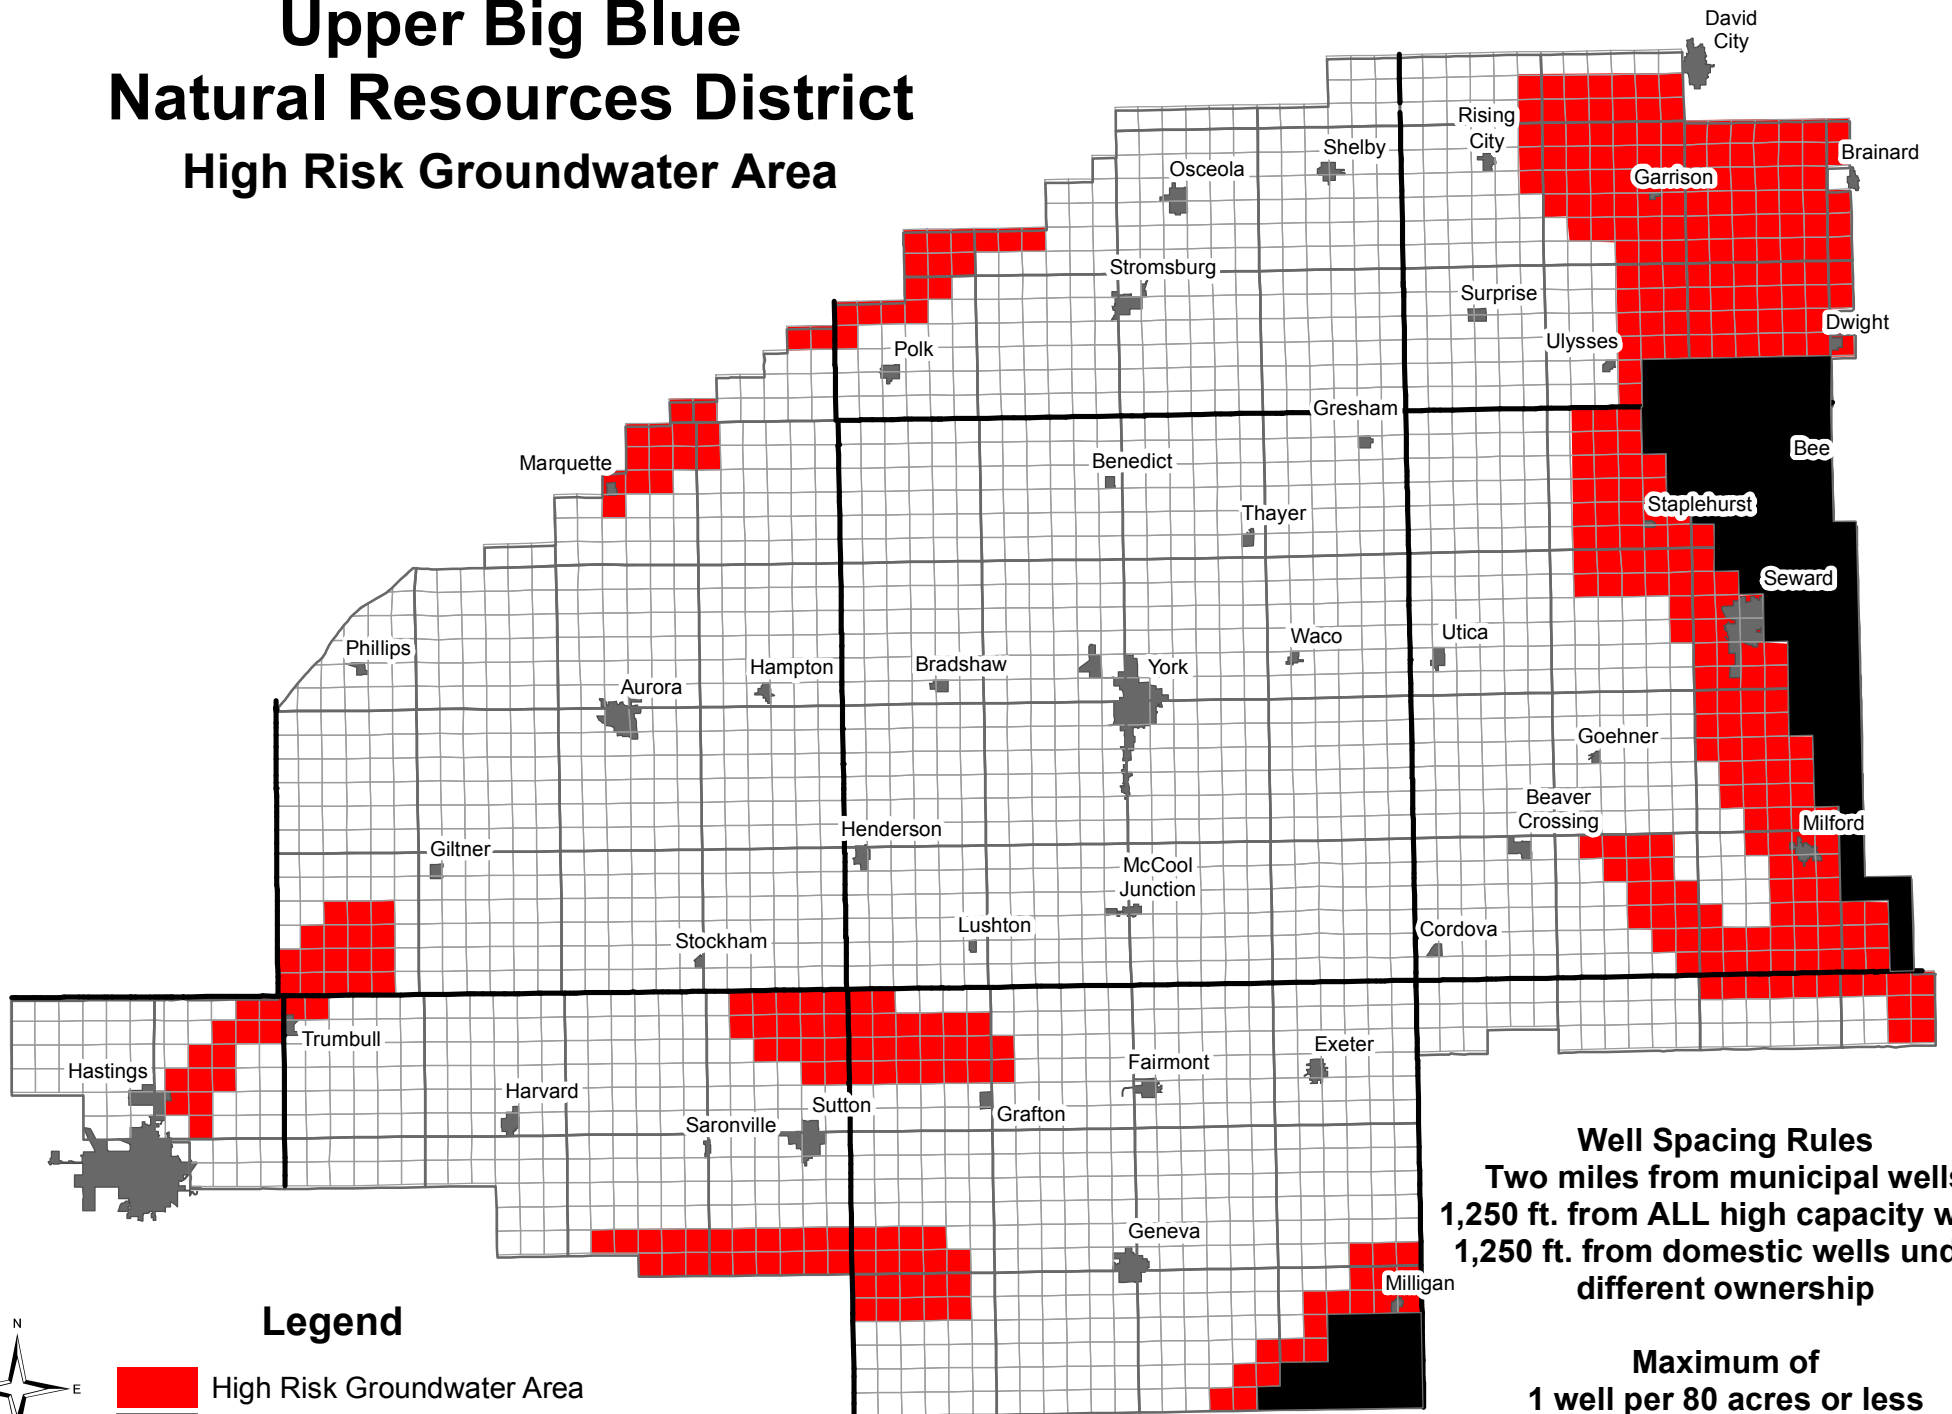 Upper Big Blue
Natural Resources District
High Risk Groundwater Area
David
City
Rising
City
Shelby
Osceola
Brainard
Garrison
Stromsburg
Surprise
Dwight
Ulysses
Polk
Gresham
Bee
Marquette
Benedict
Staplehurst
Thayer
Seward
Phillips
Waco
Utica
Hampton
Bradshaw
York
Aurora
Goehner
Beaver
Crossing
Henderson
Milford
Giltner
McCool
Junction
Lushton
Cordova
Stockham
Trumbull
Hastings
Exeter
Fairmont
Harvard
Sutton
Grafton
Saronville
Geneva
Milligan
Well Spacing Rules
Two miles from municipal wells
1,250 ft. from ALL high capacity w
1,250 ft. from domestic wells und
different ownership
Maximum of
1 well per 80 acres or less
Legend
N
E
High Risk Groundwater Area